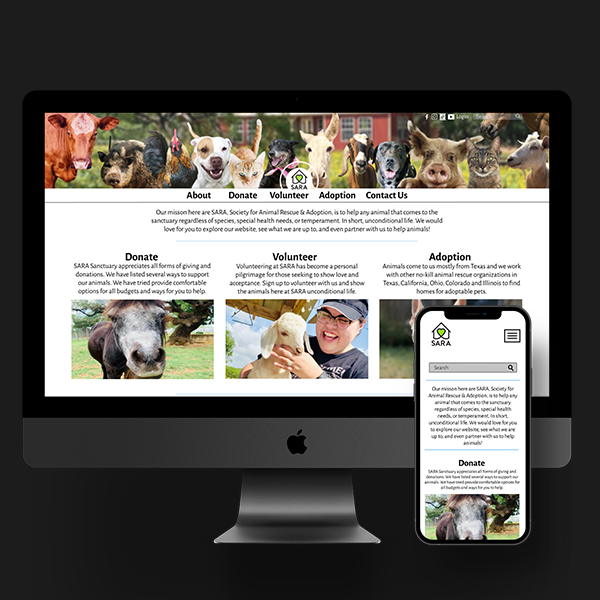 Login
Search
SARA
About Donate Volunteer Adoption Contact Us
Our misson here are SARA, Society for Animal Rescue & Adoption, is to help any animal that comes to the
sanctuary regardless of species, special health needs, or temperament. In short, unconditional life. We would
love for you to explore our website, see what we are up to, and even partner with us to help animals!
Donate
SARA Sanctuary appreciates all forms of giving and
donations. We have listed several ways to support
our animals. We have tried provide comfortable
options for all budgets and ways for you to help.
Volunteer
Volunteering at SARA has become a personal
pilgrimage for those seeking to show love and
acceptance. Sign up to volunteer with us and show
the animals here at SARA unconditional life.
Adoption
Animals come to us mostly from Texas and we work
with other no-kill animal rescue organizations in
Texas, California, Ohio, Colorado and Illinois to find
homes for adoptable pets.
SARA
Search
Our misson here are SARA, Society for
Animal Rescue & Adoption, is to help any
animal that comes to the sanctuary
regardless of species, special health
needs, or temperament. In short,
unconditional life. We would love for you
to explore our website, see what we are
up to, and even partner with us to help
animals!
Donate
SARA Sanctuary appreciates all forms of giving and
donations. We have listed several ways to support our
animals. We have tried provide comfortable options for
all budgets and ways for you to help.